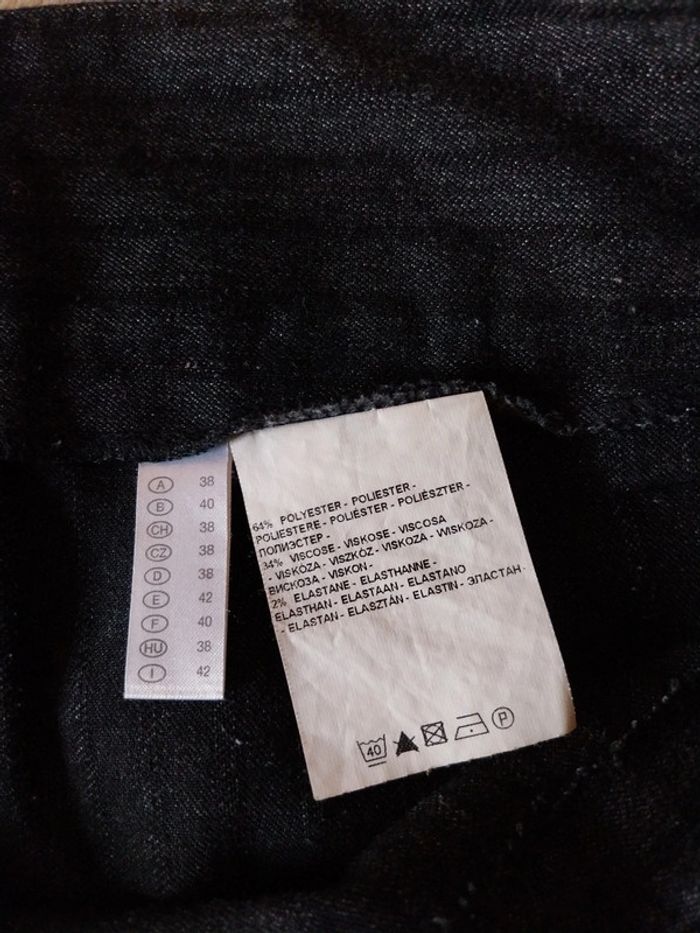 A 38
B 40
CH 38
CZ 38
D 38
E 42
F 40
HU 38
I 42
64% POLYESTER - POLIESTER -
POLIESTERE - POLIÉSTER - POLIÉSZTER -
ПОЛИЭСТЕР -
34% VISCOSE - VISKOSE - VISCOSA
- VISKÓZA - VISZKÓZ - VISKOZA - WISKOZA -
ВИСКОЗА - VISKON -
2% ELASTANE - ELASTHANNE -
ELASTHAN - ELASTAAN - ELASTANO
- ELASTAN - ELASZTÁN - ELASTIN - ЭЛАСТАН
40 P